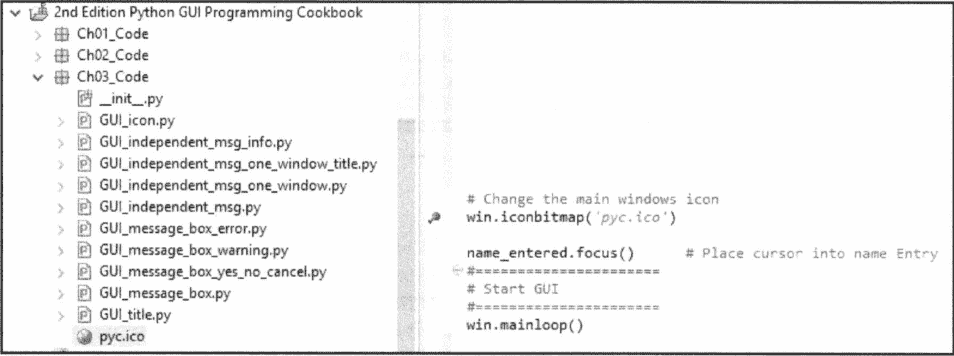 2nd Edition Python GUI Programming Cookbook
Ch01_Code
Ch02_Code
Ch03_Code
__init__.py
GUI_icon.py
GUI_independent_msg_info.py
GUI_independent_msg_one_window_title.py
GUI_independent_msg_one_window.py
GUI_independent_msg.py
GUI_message_box_error.py
GUI_message_box_warning.py
GUI_message_box_yes_no_cancel.py
GUI_message_box.py
GUI_title.py
pyc.ico
# Change the main windows icon
win.iconbitmap('pyc.ico')
name_entered.focus()      # Place cursor into name Entry
#======================
# Start GUI
#======================
win.mainloop()